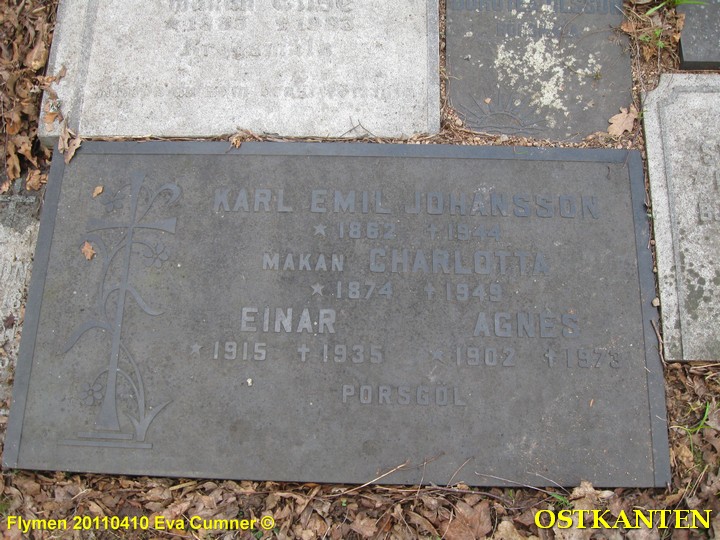 KARL EMIL JOHANSSON
* 1862 † 1944
MAKAN CHARLOTTA
* 1874 † 1949
EINAR AGNES
* 1915 † 1935 * 1902 † 1973
PORSGÖL
Flymen 20110410 Eva Cumner ©
OSTKANTEN